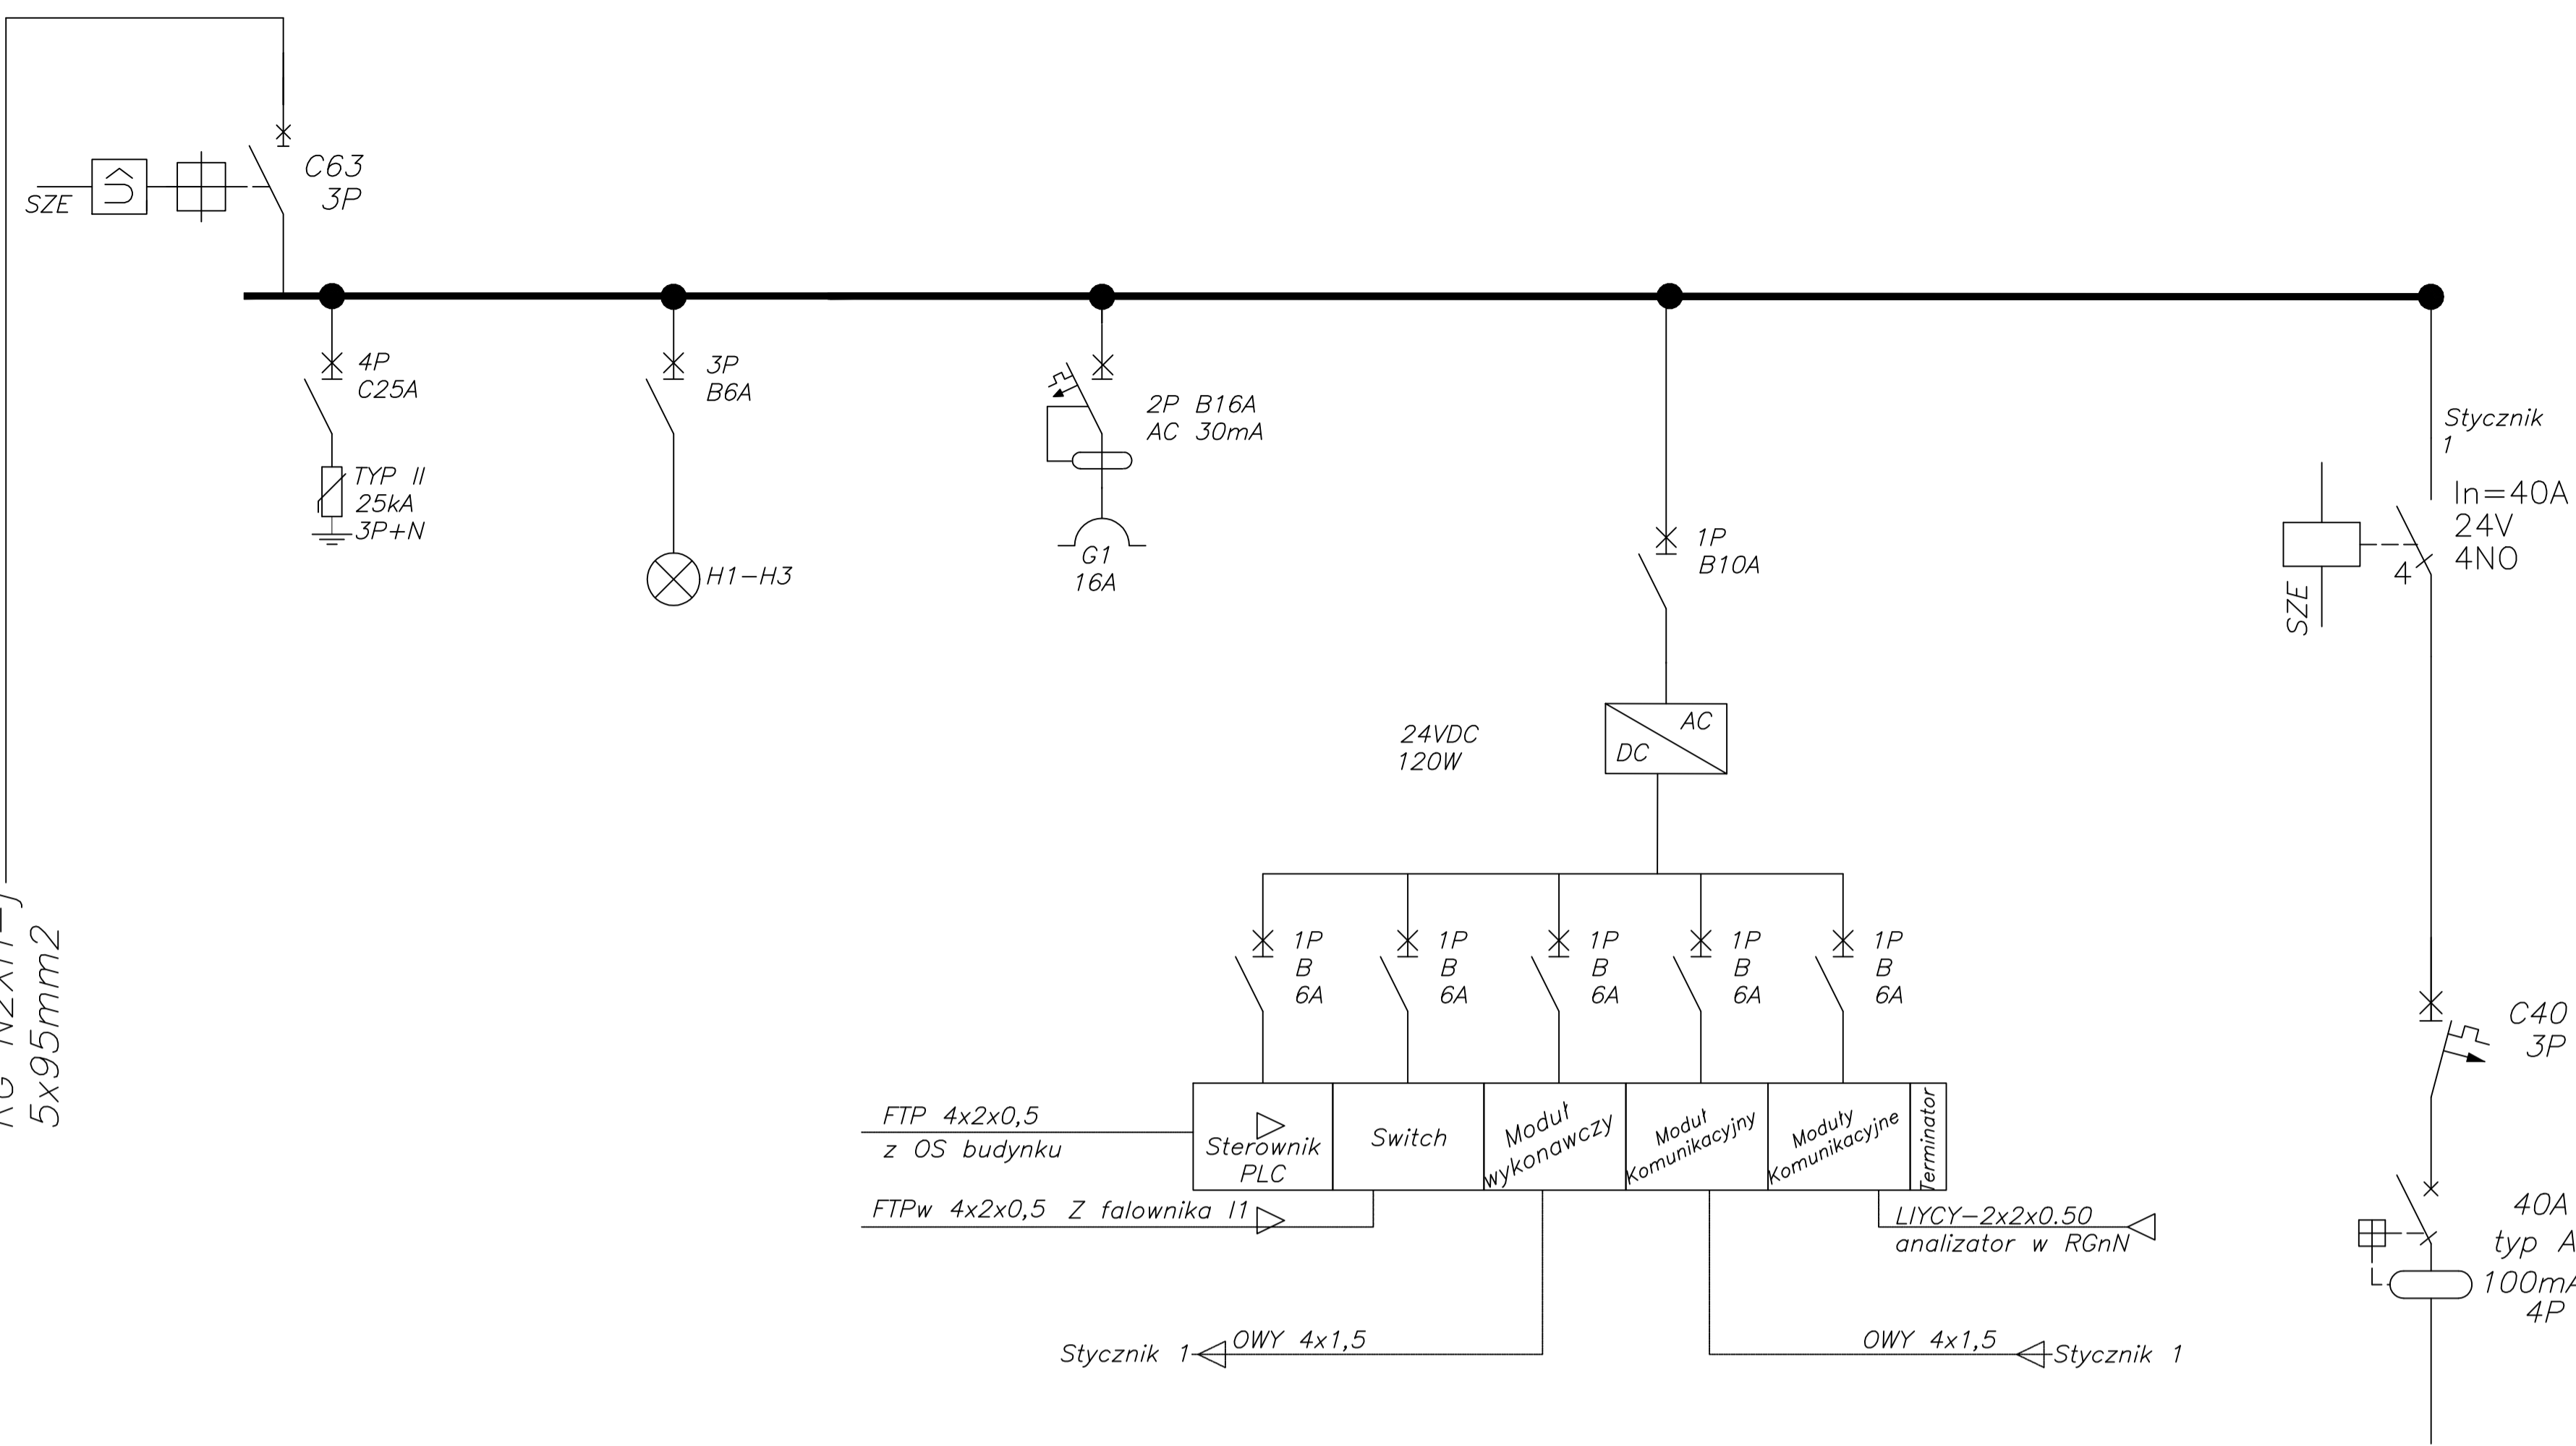 C63
3P
SZE
4P
C25A
TYP II
25kA
3P+N
3P
B6A
H1-H3
2P B16A
AC 30mA
G1
16A
1P
B10A
AC
DC
24VDC
120W
Stycznik
1
In=40A
24V
4NO
4
SZE
5x95mm2
1P
B
6A
1P
B
6A
1P
B
6A
1P
B
6A
1P
B
6A
C40
3P
FTP 4x2x0,5
z OS budynku
Sterownik
PLC
Switch
Moduł
wykonawczy
Moduł
Komunikacyjny
Moduły
Komunikacyjne
Terminator
FTPw 4x2x0,5 Z falownika I1
LIYCY-2x2x0.50
analizator w RGnN
40A
typ A
100mA
4P
Stycznik 1
OWY 4x1,5
OWY 4x1,5
Stycznik 1